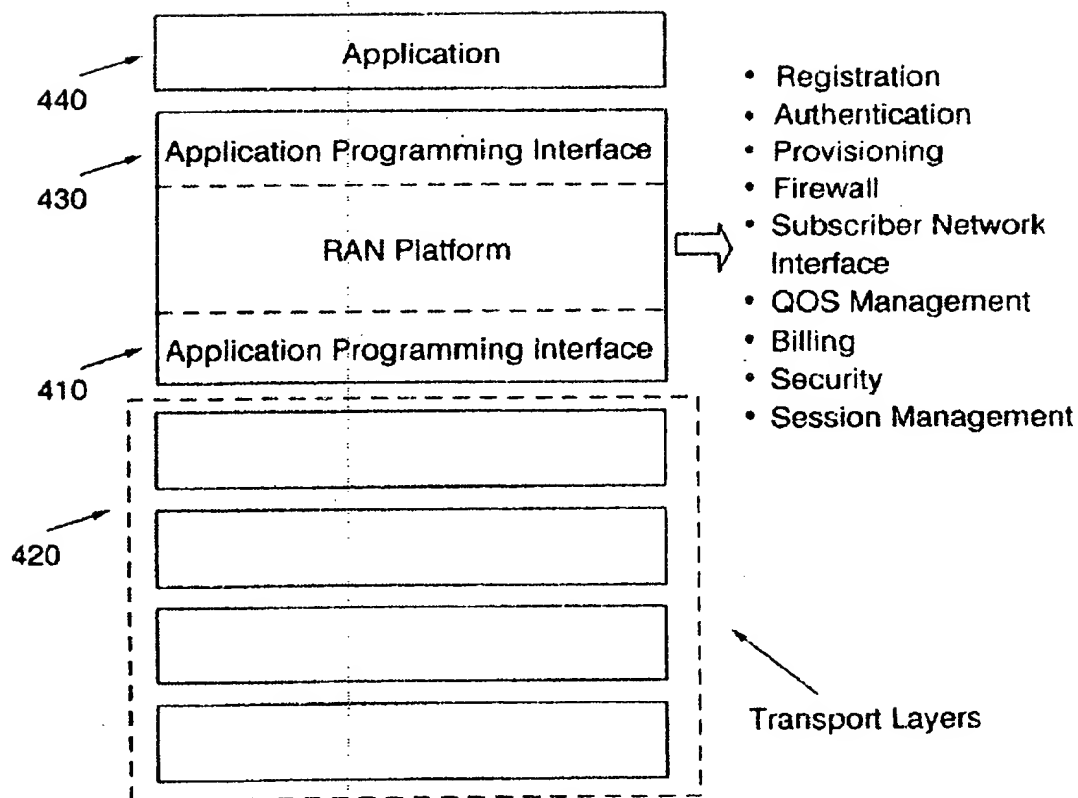 Application
440
Application Programming Interface
430
RAN Platform
Application Programming Interface
410
• Registration
• Authentication
• Provisioning
• Firewall
• Subscriber Network
Interface
• QOS Management
• Billing
• Security
• Session Management
420
Transport Layers